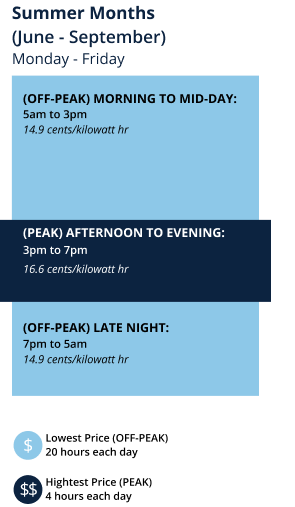 Summer Months
(June - September)
Monday - Friday
(OFF-PEAK) MORNING TO MID-DAY:
5am to 3pm
14.9 cents/kilowatt hr
(PEAK) AFTERNOON TO EVENING:
3pm to 7pm
16.6 cents/kilowatt hr
(OFF-PEAK) LATE NIGHT:
7pm to 5am
14.9 cents/kilowatt hr
$
Lowest Price (OFF-PEAK)
20 hours each day
$$
Hightest Price (PEAK)
4 hours each day